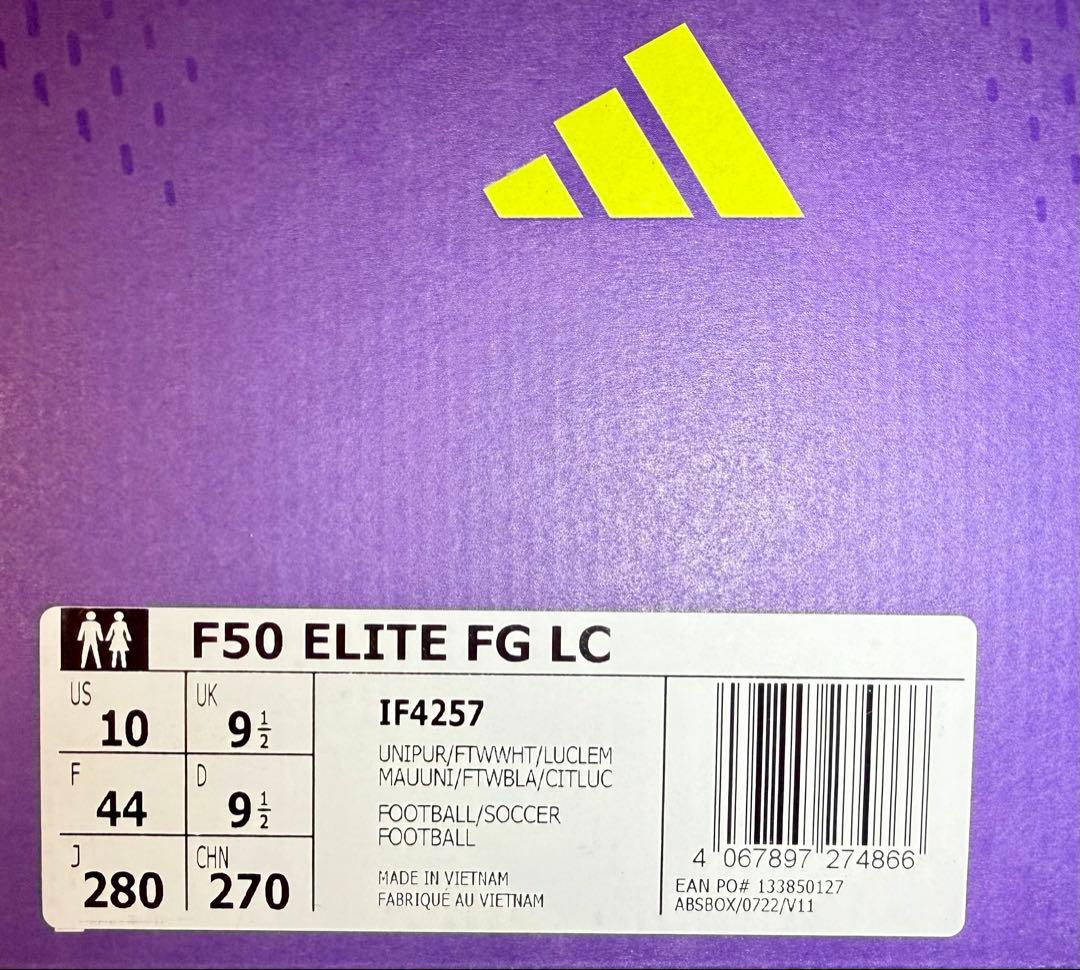 F50 ELITE FG LC
US 10 UK 9 1/2
F 44 D 9 1/2
J 280 CHN 270
IF4257
UNIPUR/FTWWHT/LUCLEM
MAUUNI/FTWBLA/CITLUC
FOOTBALL/SOCCER
FOOTBALL
MADE IN VIETNAM
FABRIQUÉ AU VIETNAM
4 067897 274866
EAN PO# 133850127
ABSBOX/0722/V11